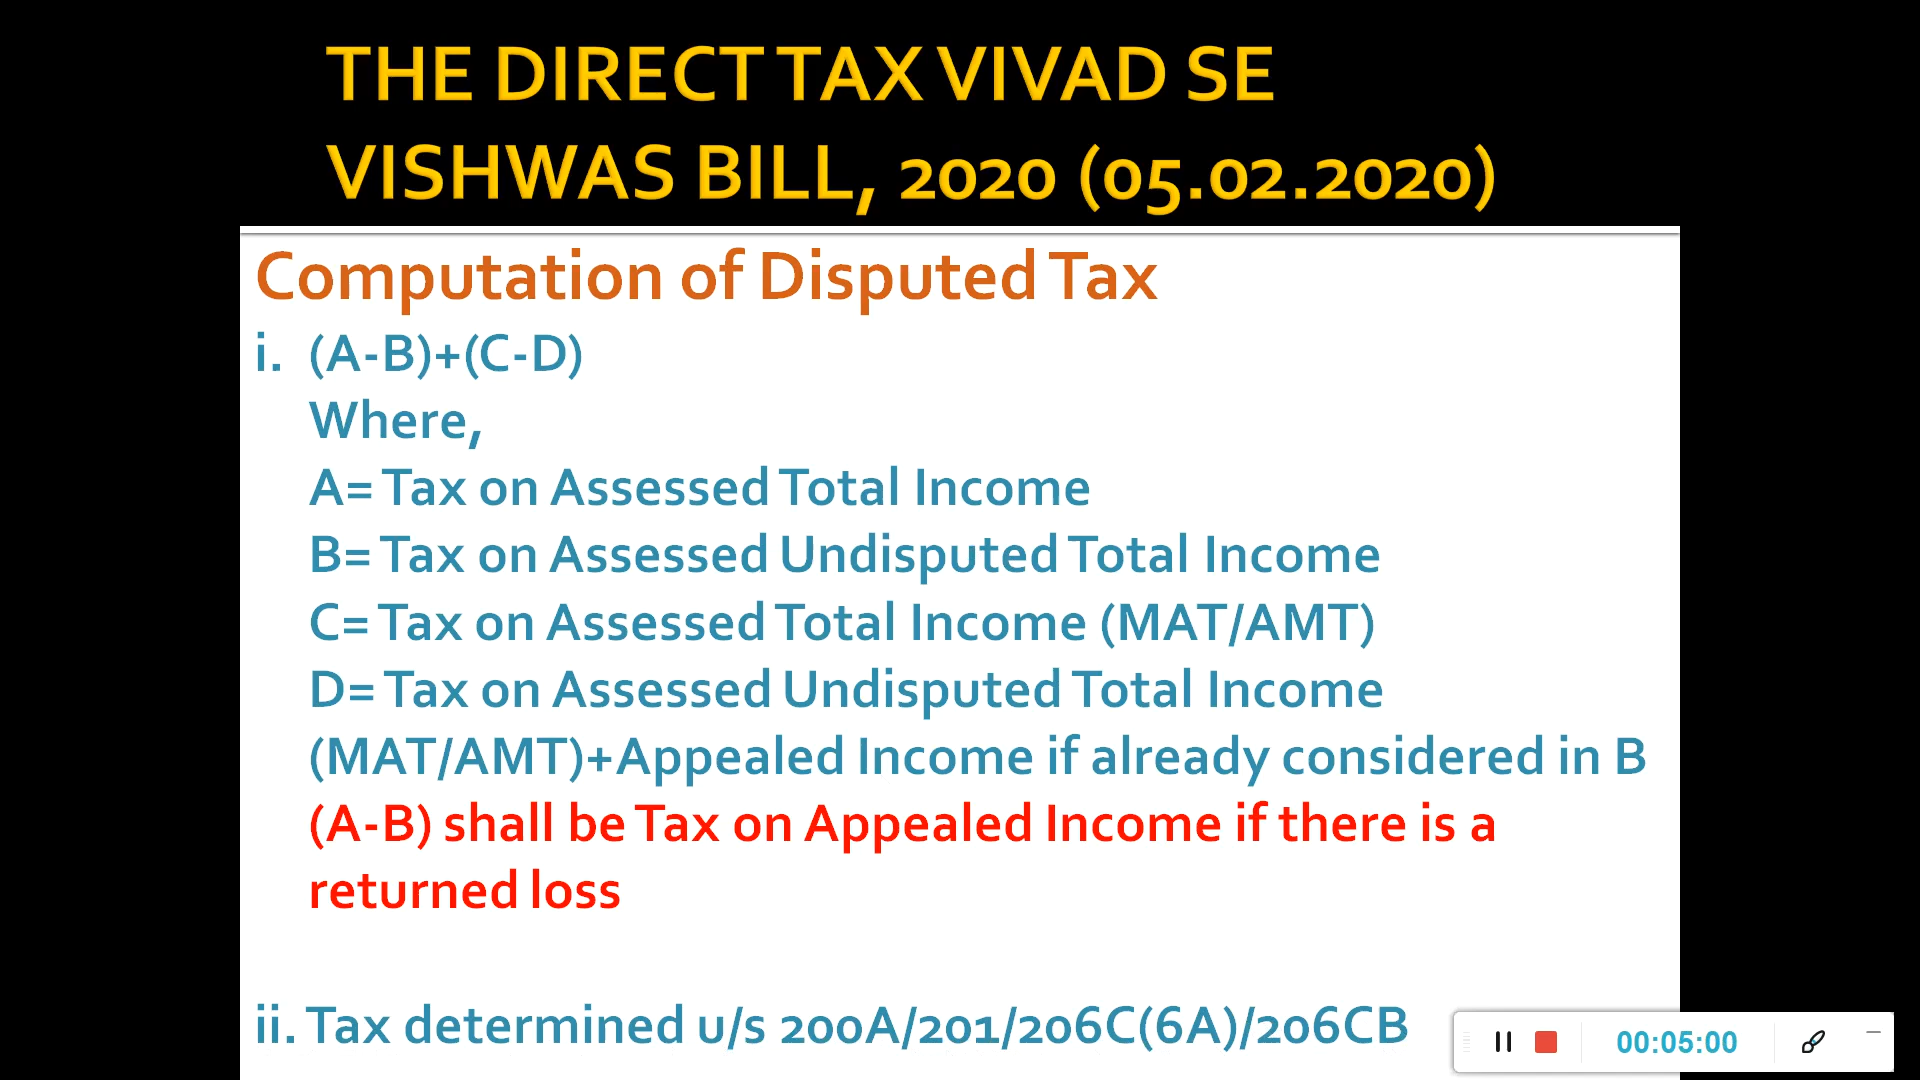 THE DIRECT TAX VIVAD SE
VISHWAS BILL, 2020 (05.02.2020)
Computation of Disputed Tax
i. (A-B)+(C-D)
Where,
A= Tax on Assessed Total Income
B= Tax on Assessed Undisputed Total Income
C= Tax on Assessed Total Income (MAT/AMT)
D= Tax on Assessed Undisputed Total Income
(MAT/AMT)+Appealed Income if already considered in B
(A-B) shall be Tax on Appealed Income if there is a
returned loss
ii. Tax determined u/s 200A/201/206C(6A)/206CB
00:05:00